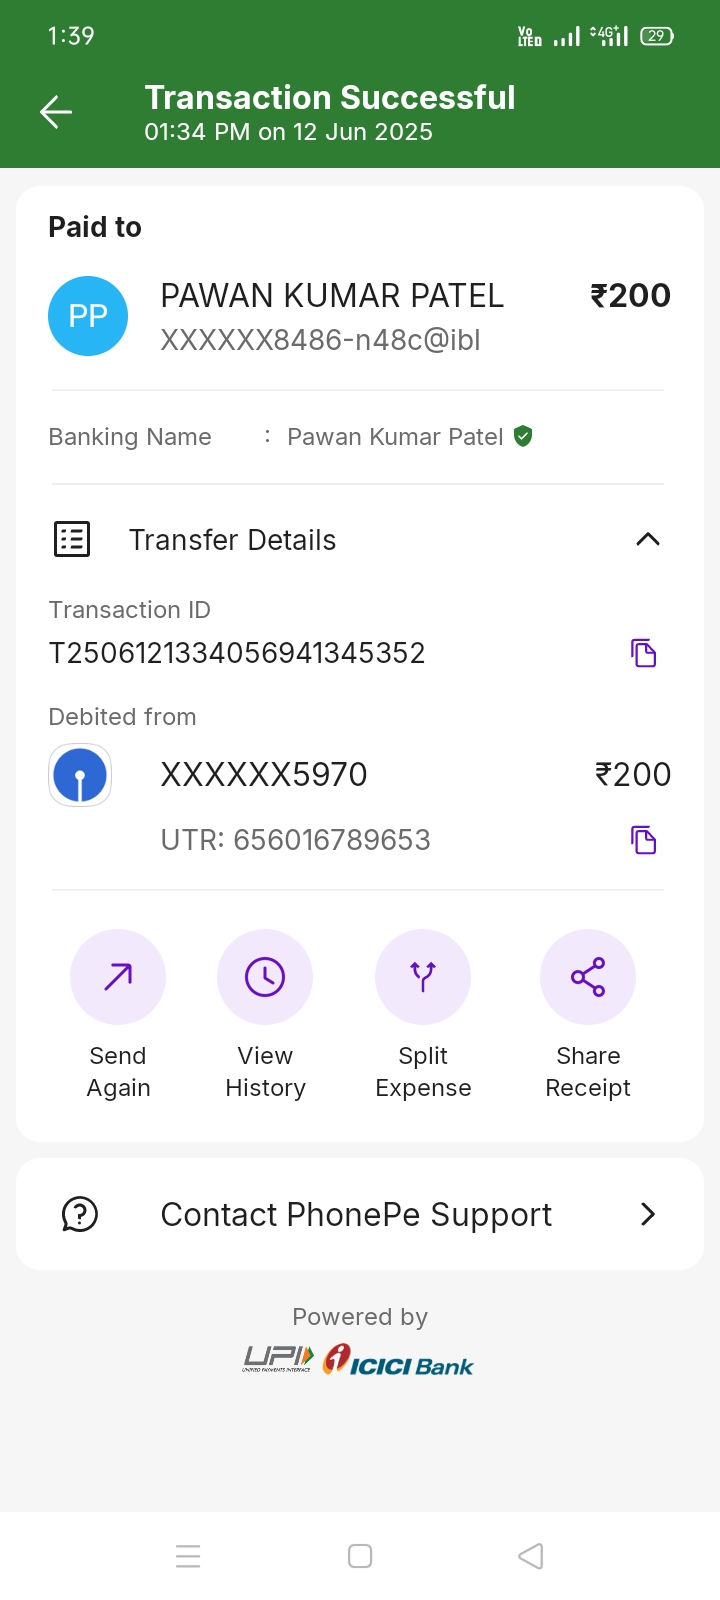 1:39
Vo LTED 4G+ 29
Transaction Successful
01:34 PM on 12 Jun 2025
Paid to
PP
PAWAN KUMAR PATEL ₹200
XXXXXX8486-n48c@ibl
Banking Name : Pawan Kumar Patel
Transfer Details
Transaction ID
T2506121334056941345352
Debited from
XXXXXX5970 ₹200
UTR: 656016789653
Send Again
View History
Split Expense
Share Receipt
Contact PhonePe Support
Powered by
UPI UNIFIED PAYMENTS INTERFACE ICICI Bank